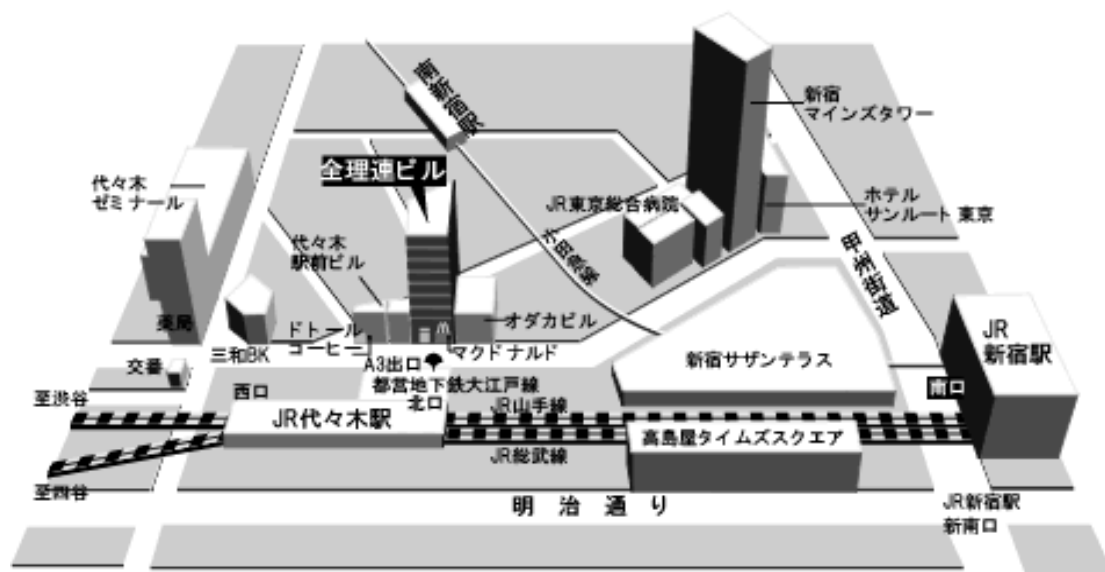 南新宿駅
新宿
マインズタワー
全理連ビル
代々木
ゼミナール
JR東京総合病院
ホテル
サンルート 東京
代々木
駅前ビル
小田急線
甲州街道
薬局
ドトール
コーヒー
オダカビル
JR
新宿駅
三和BK
マクドナルド
新宿サザンテラス
交番
A3出口
都営地下鉄大江戸線
南口
至渋谷
西口
北口
JR山手線
JR代々木駅
高島屋タイムズスクエア
JR総武線
至四谷
明治通り
JR新宿駅
新南口